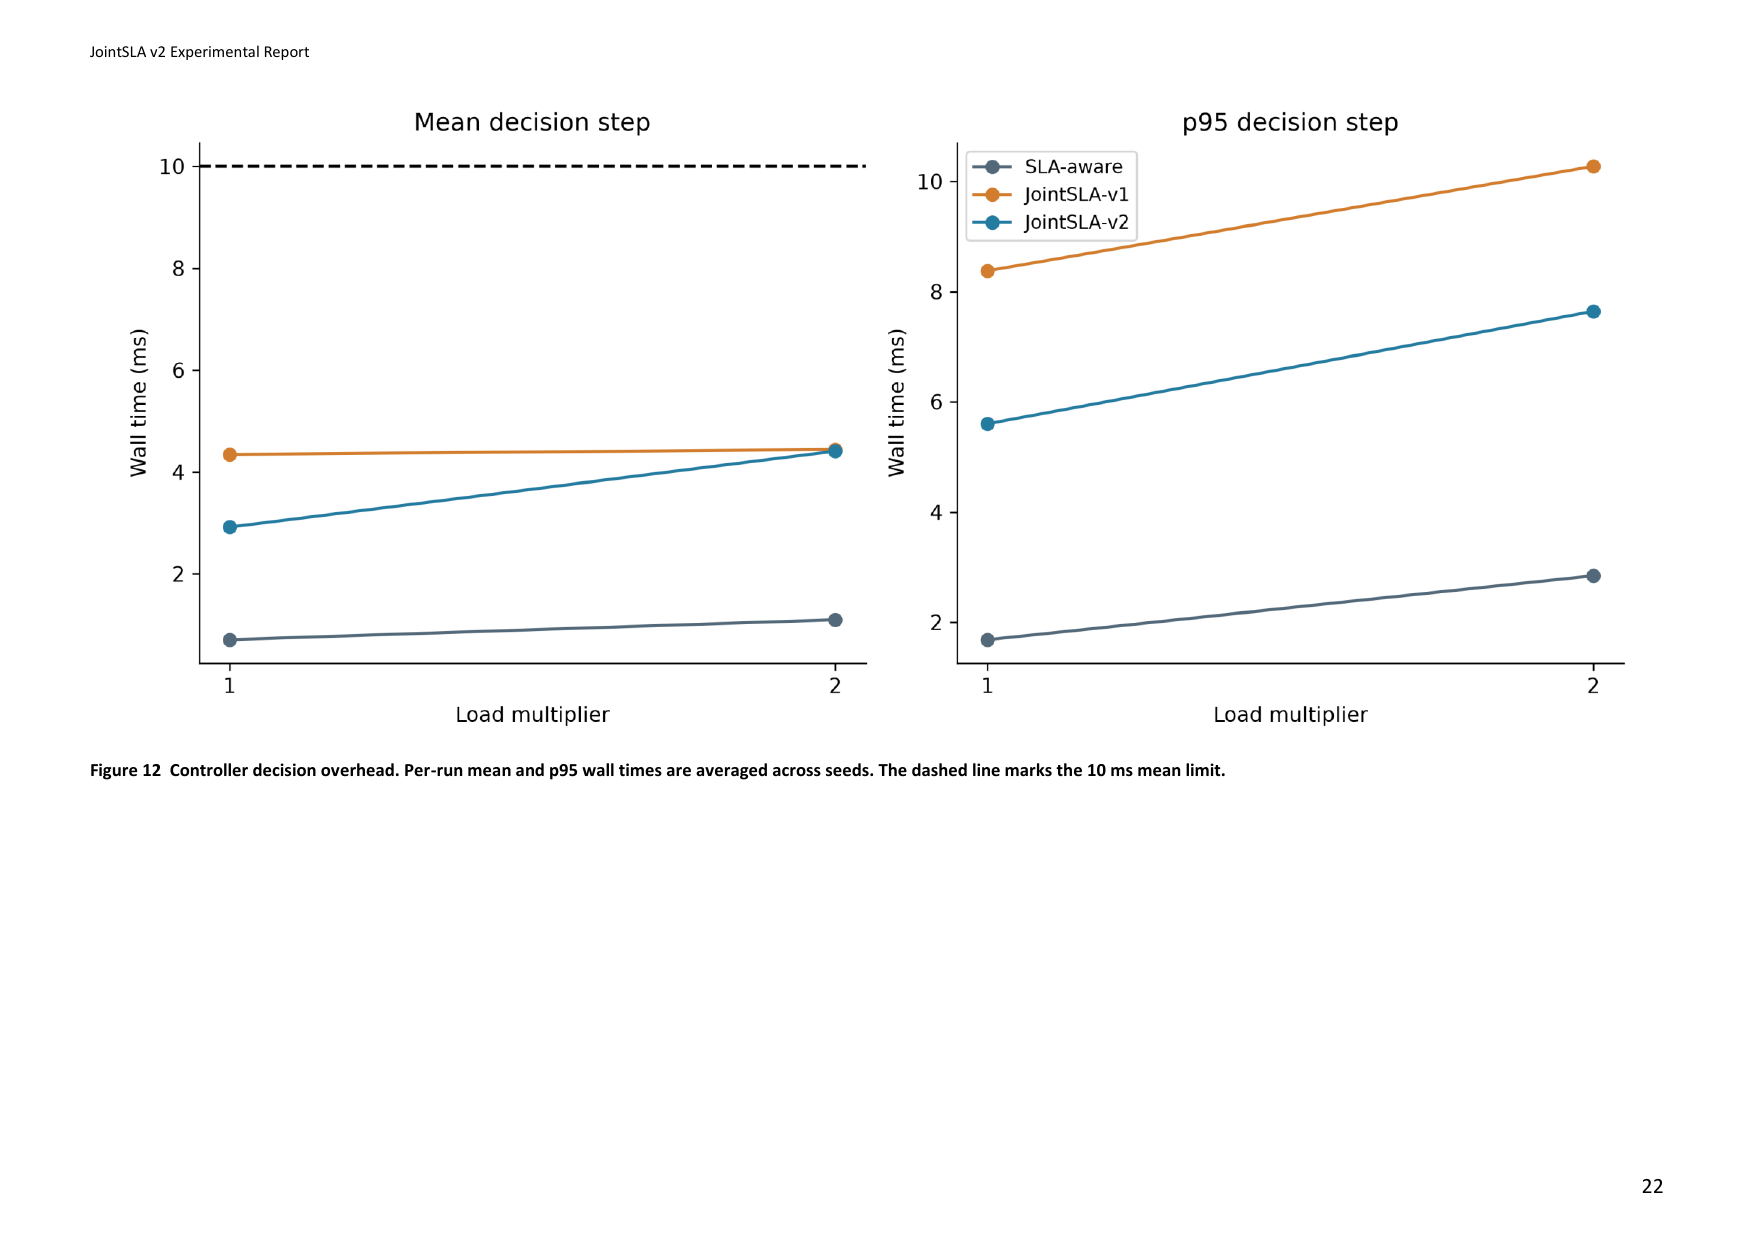 JointSLA v2 Experimental Report
Mean decision step
10
8
6
4
2
Wall time (ms)
1
2
Load multiplier
p95 decision step
SLA-aware
JointSLA-v1
JointSLA-v2
10
8
6
4
2
Wall time (ms)
1
2
Load multiplier
Figure 12 Controller decision overhead. Per-run mean and p95 wall times are averaged across seeds. The dashed line marks the 10 ms mean limit.
22